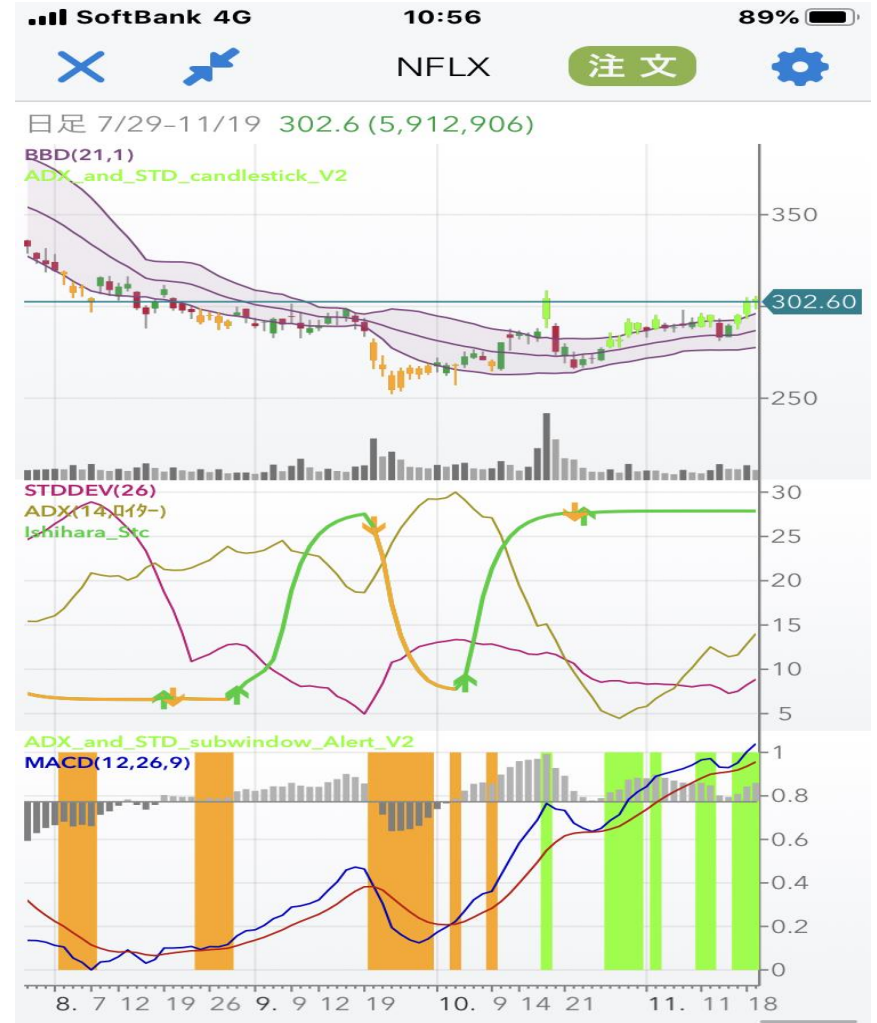 SoftBank 4G 10:56 89%
NFLX 注文
日足 7/29-11/19 302.6 (5,912,906)
BBD(21,1)
ADX_and_STD_candlestick_V2
350
302.60
250
STDDEV(26)
ADX(14,ﾛｲﾀｰ)
Ishihara_Stc
30
25
20
15
10
5
ADX_and_STD_subwindow_Alert_V2
MACD(12,26,9)
1
0.8
0.6
0.4
0.2
0
8. 7 12 19 26 9. 9 12 19 10. 9 14 21 11. 11 18